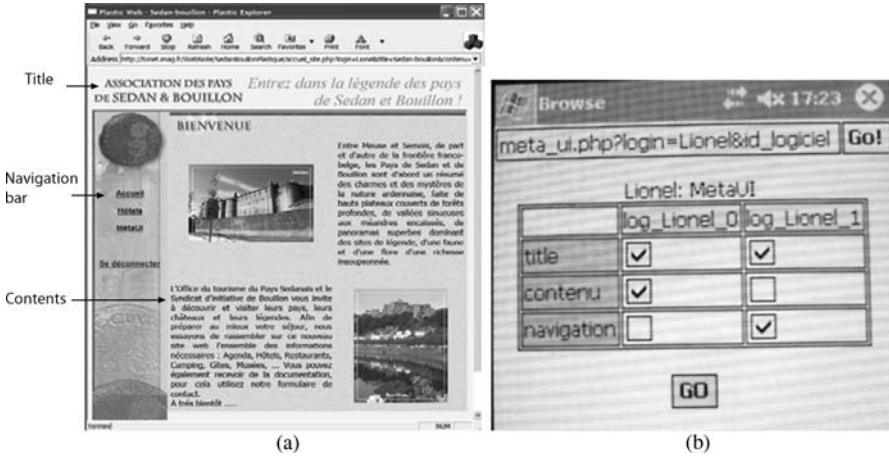 Plastic Web - Sedan-bouillon - Plastic Explorer
File View Go Favorites Help
Back Forward Stop Refresh Home Search Favorites Print Font
Address
Title
ASSOCIATION DES PAYS
DE SEDAN & BOUILLON
Entrez dans la légende des pays
de Sedan et Bouillon !
BIENVENUE
Navigation
bar
Accueil
Hôtels
MetaUI
Se déconnecter
Entre Meuse et Semois, de part
et d'autre de la frontière franco-
belge, les Pays de Sedan et de
Bouillon sont d'abord un résumé
des charmes et des mystères de
la nature ardennaise, faite de
hauts plateaux couverts de forêts
profondes, de vallées sinueuses
aux méandres encaissés, de
panoramas superbes dominant
des sites de légende, d'une faune
et d'une flore d'une richesse
insoupçonnée.
Contents
L'Office du tourisme du Pays Sedanais et le
Syndicat d'initiative de Bouillon vous invite
à découvrir et visiter leurs pays, leurs
châteaux et leurs légendes. Afin de
préparer au mieux votre séjour, nous
essayons de rassembler sur ce nouveau
site web l'ensemble des informations
nécessaires : Agenda, Hôtels, Restaurants,
Camping, Gîtes, Musées, ... Vous pouvez
également recevoir de la documentation,
pour cela utilisez notre formulaire de
contact.
A très bientôt .....
Terminé
NUM
(a)
Browse 17:23
meta_ui.php?login=Lionel&id_logiciel Go!
Lionel: MetaUI
log_Lionel_0 log_Lionel_1
title
contenu
navigation
GO
(b)